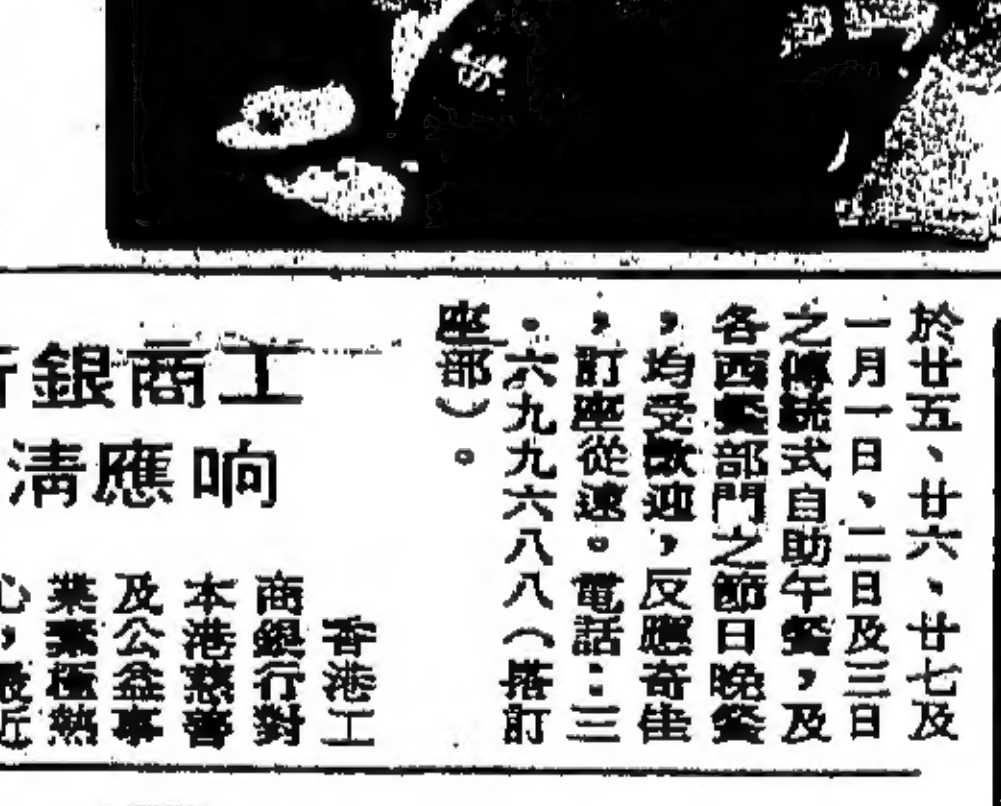 於廿五、廿六、廿七及
一月一日、二日及三日
之傳統式自助午餐，及
各西餐部門之節日晚餐
，均受歡迎，反應奇佳
，訂座從速。電話：三
・六九九六八八（搭訂
座部）。
工商銀行
响應清
香港工
商銀行對
本港慈善
及公益事
業素極熱
心，最近